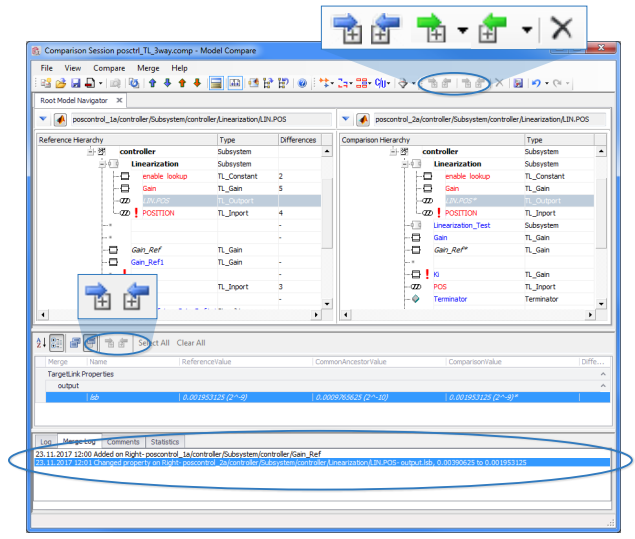 Comparison Session posctrl_TL_3way.comp - Model Compare
File View Compare Merge Help
Root Model Navigator
poscontrol_1a/controller/Subsystem/controller/Linearization/LIN.POS
poscontrol_2a/controller/Subsystem/controller/Linearization/LIN.POS
Reference Hierarchy Type Differences Comparison Hierarchy Type
controller Subsystem controller Subsystem
Linearization Subsystem Linearization Subsystem
enable lookup TL_Constant 2 enable lookup TL_Constant
Gain TL_Gain 5 Gain TL_Gain
LIN.POS TL_Outport LIN.POS* TL_Outport
! POSITION TL_Inport 4 ! POSITION TL_Inport
- Linearization_Test Subsystem
- Gain TL_Gain
Gain_Ref TL_Gain Gain_Ref* TL_Gain
Gain_Ref1 TL_Gain -
- ! Ki TL_Gain
TL_Inport 3 POS TL_Inport
- Terminator Terminator
Select All Clear All
Merge Name ReferenceValue CommonAncestorValue ComparisonValue Diffe...
TargetLink Properties
output
lsb 0.001953125 (2^-9) 0.0009765625 (2^-10) 0.001953125 (2^-9)*
Log Merge Log Comments Statistics
23.11.2017 12:00 Added on Right- poscontrol_1a/controller/Subsystem/controller/Gain_Ref
23.11.2017 12:01 Changed property on Right- poscontrol_2a/controller/Subsystem/controller/Linearization/LIN.POS- output.lsb, 0.00390625 to 0.001953125